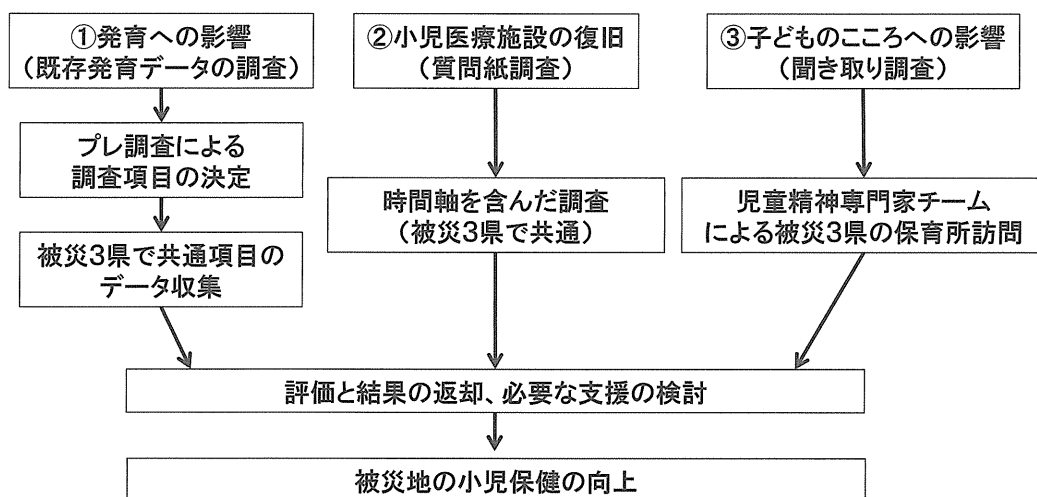 ①発育への影響
（既存発育データの調査）
プレ調査による
調査項目の決定
被災3県で共通項目の
データ収集
②小児医療施設の復旧
（質問紙調査）
時間軸を含んだ調査
（被災3県で共通）
③子どものこころへの影響
（聞き取り調査）
児童精神専門家チーム
による被災3県の保育所訪問
評価と結果の返却、必要な支援の検討
被災地の小児保健の向上